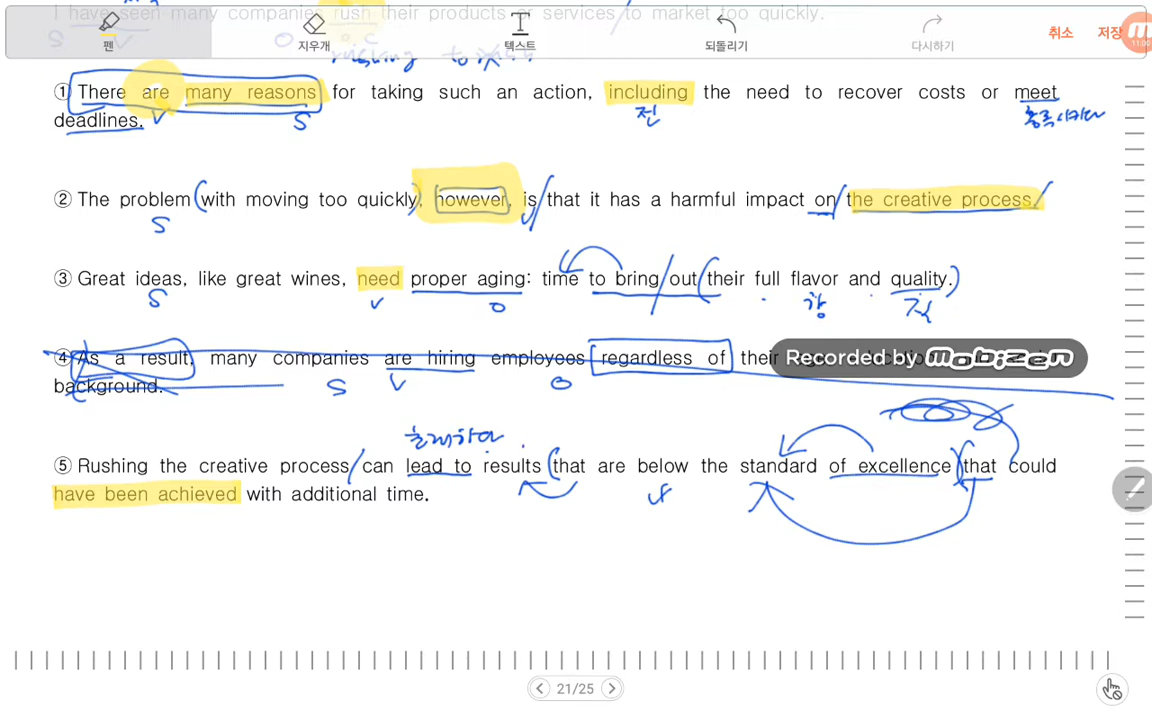 I have seen many companies rush their products or services to market too quickly.
S V O O.C
펜 지우개 텍스트 되돌리기 다시하기 취소 저장
11:00
① There are many reasons for taking such an action, including the need to recover costs or meet
deadlines.
V S 전 충족시키다
② The problem (with moving too quickly), however, is that it has a harmful impact on the creative process.
S V
③ Great ideas, like great wines, need proper aging: time to bring out (their full flavor and quality.)
S V O 향 질
④ As a result, many companies are hiring employees regardless of their
Recorded by mobizen
background.
S V O
초래하다
⑤ Rushing the creative process can lead to results (that are below the standard of excellence) (that could
have been achieved with additional time.
21/25